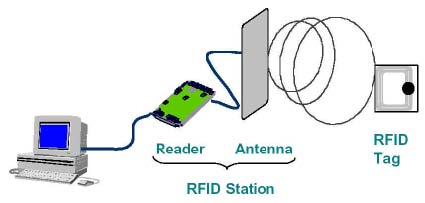 Reader
Antenna
RFID Station
RFID
Tag